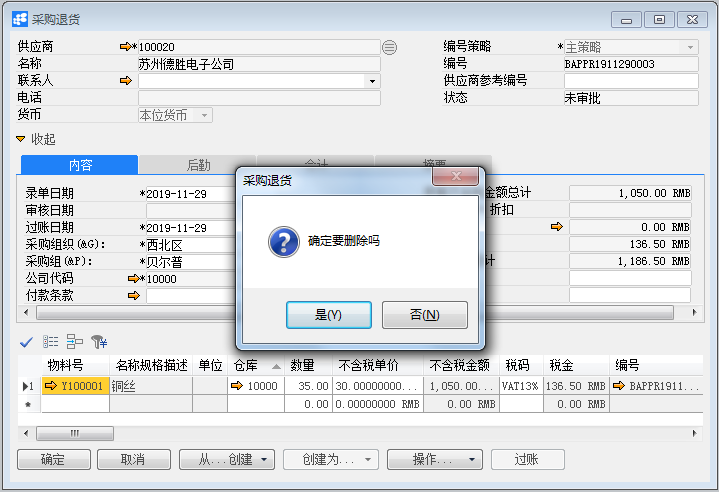 采购退货
供应商 *100020 编号策略 *主策略
名称 苏州德胜电子公司 编号 BAPPR1911290003
联系人 供应商参考编号
电话 状态 未审批
货币 本位货币
收起
内容 后勤 会计 摘要
录单日期 *2019-11-29 金额总计 1,050.00 RMB
审核日期 折扣
过账日期 *2019-11-29 0.00 RMB
采购组织(&G): *西北区 136.50 RMB
采购组(&P): *贝尔普 计 1,186.50 RMB
公司代码 *10000
付款条款
采购退货
确定要删除吗
是(Y) 否(N)
物料号 名称规格描述 单位 仓库 数量 不含税单价 不含税金额 税码 税金 编号
1 Y100001 铜丝 10000 35.00 30.00000000... 1,050.00... VAT13% 136.50 RMB BAPPR1911...
* 0.00 0.00000000 RMB 0.00 RMB 0.00 RMB
确定 取消 从...创建 创建为... 操作... 过账